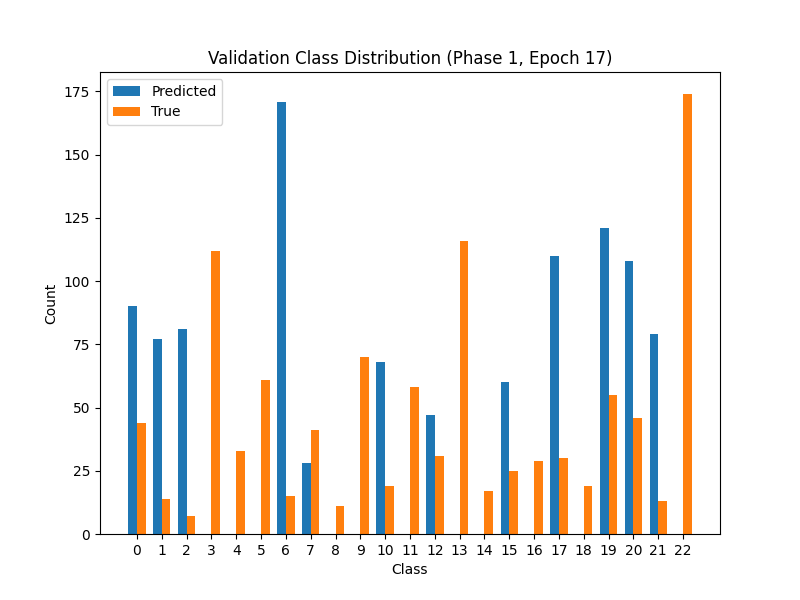 Validation Class Distribution (Phase 1, Epoch 17)
Predicted
True
175
150
125
100
75
50
25
0
Count
0 1 2 3 4 5 6 7 8 9 10 11 12 13 14 15 16 17 18 19 20 21 22
Class